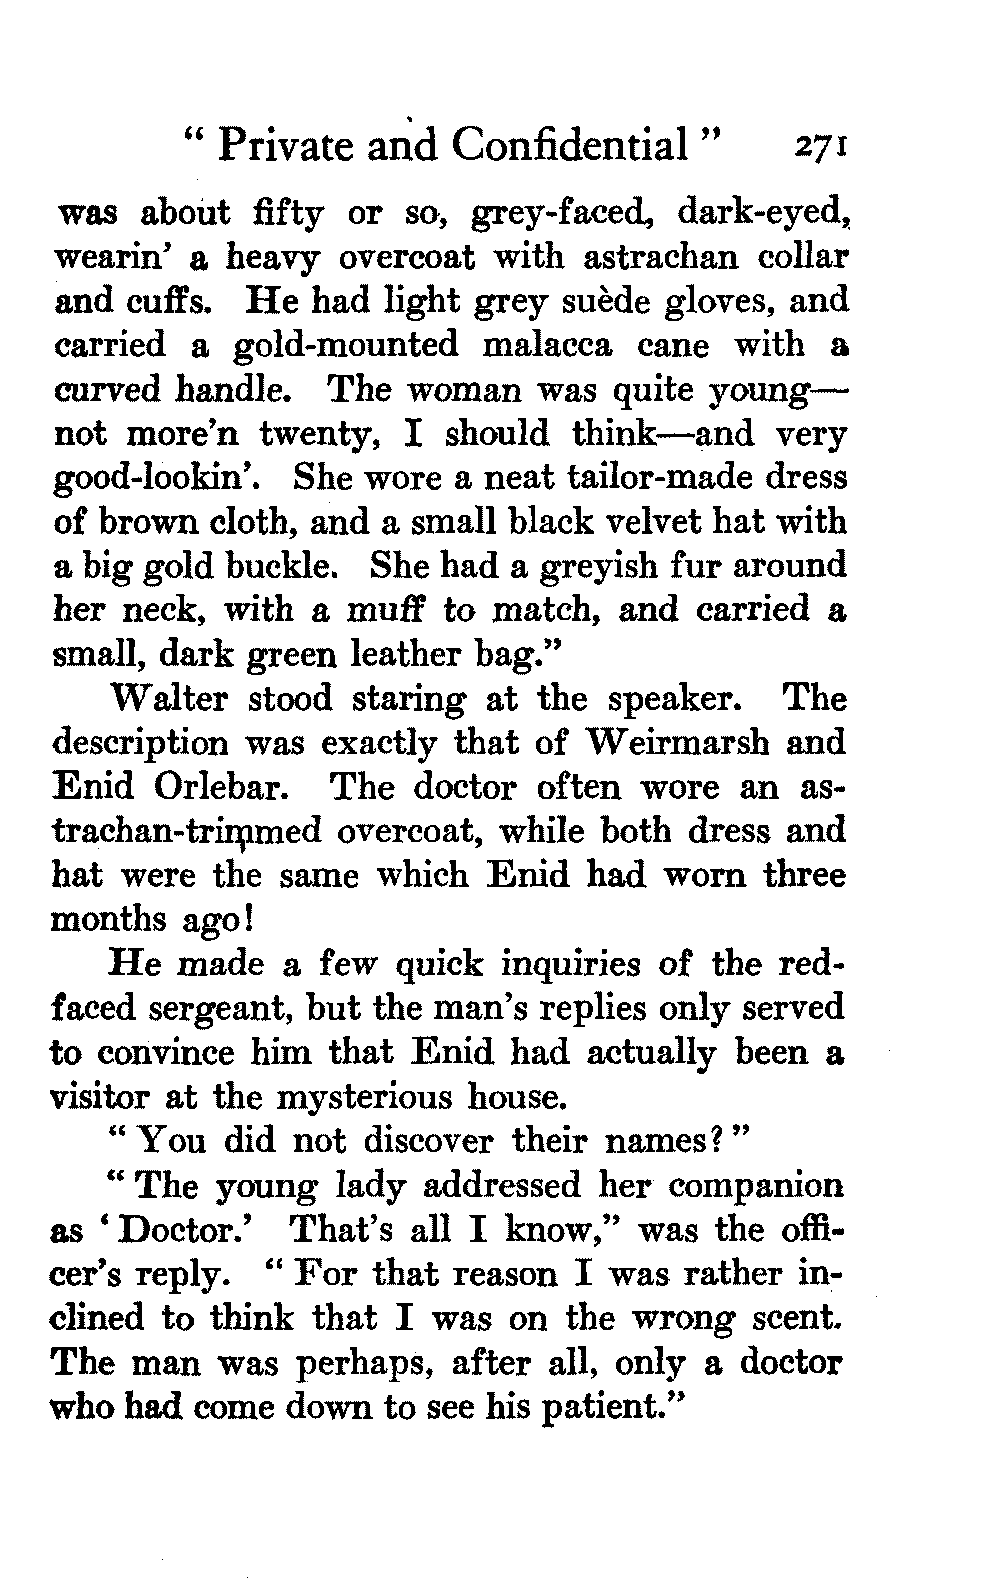 “ Private and Confidential ” 271
was about fifty or so, grey-faced, dark-eyed,
wearin’ a heavy overcoat with astrachan collar
and cuffs. He had light grey suède gloves, and
carried a gold-mounted malacca cane with a
curved handle. The woman was quite young—
not more’n twenty, I should think—and very
good-lookin’. She wore a neat tailor-made dress
of brown cloth, and a small black velvet hat with
a big gold buckle. She had a greyish fur around
her neck, with a muff to match, and carried a
small, dark green leather bag.”
Walter stood staring at the speaker. The
description was exactly that of Weirmarsh and
Enid Orlebar. The doctor often wore an as-
trachan-trimmed overcoat, while both dress and
hat were the same which Enid had worn three
months ago!
He made a few quick inquiries of the red-
faced sergeant, but the man’s replies only served
to convince him that Enid had actually been a
visitor at the mysterious house.
“ You did not discover their names? ”
“ The young lady addressed her companion
as ‘ Doctor.’ That’s all I know,” was the offi-
cer’s reply. “ For that reason I was rather in-
clined to think that I was on the wrong scent.
The man was perhaps, after all, only a doctor
who had come down to see his patient.”